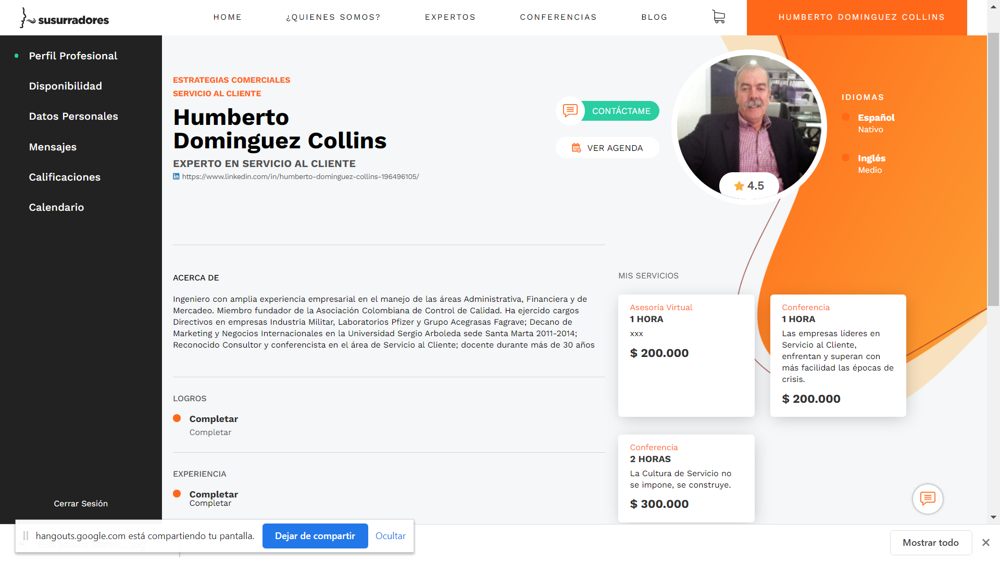 susurradores
HOME
¿QUIENES SOMOS?
EXPERTOS
CONFERENCIAS
BLOG
HUMBERTO DOMINGUEZ COLLINS
Perfil Profesional
Disponibilidad
Datos Personales
Mensajes
Calificaciones
Calendario
Cerrar Sesión
ESTRATEGIAS COMERCIALES
SERVICIO AL CLIENTE
Humberto
Dominguez Collins
EXPERTO EN SERVICIO AL CLIENTE
https://www.linkedin.com/in/humberto-dominguez-collins-196496105/
CONTÁCTAME
VER AGENDA
4.5
IDIOMAS
Español
Nativo
Inglés
Medio
ACERCA DE
Ingeniero con amplia experiencia empresarial en el manejo de las áreas Administrativa, Financiera y de
Mercadeo. Miembro fundador de la Asociación Colombiana de Control de Calidad. Ha ejercido cargos
Directivos en empresas Industria Militar, Laboratorios Pfizer y Grupo Acegrasas Fagrave; Decano de
Marketing y Negocios Internacionales en la Universidad Sergio Arboleda sede Santa Marta 2011-2014;
Reconocido Consultor y conferencista en el área de Servicio al Cliente; docente durante más de 30 años
LOGROS
Completar
Completar
EXPERIENCIA
Completar
Completar
MIS SERVICIOS
Asesoría Virtual
1 HORA
xxx
$ 200.000
Conferencia
1 HORA
Las empresas líderes en
Servicio al Cliente,
enfrentan y superan con
más facilidad las épocas de
crisis.
$ 200.000
Conferencia
2 HORAS
La Cultura de Servicio no
se impone, se construye.
$ 300.000
hangouts.google.com está compartiendo tu pantalla.
Dejar de compartir
Ocultar
Mostrar todo